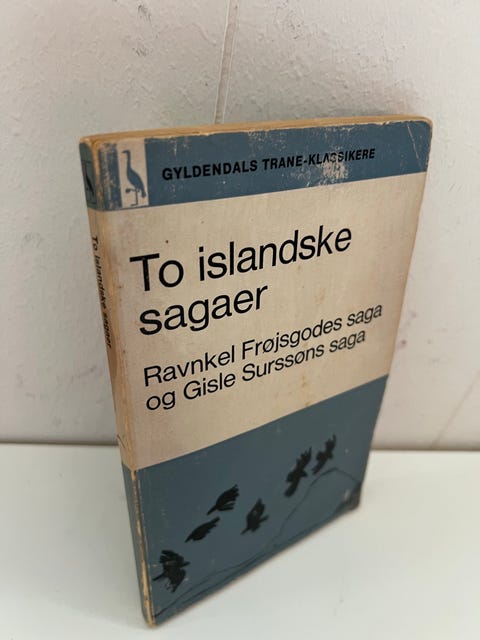 GYLDENDALS TRANE-KLASSIKERE
To islandske
sagaer
Ravnkel Frøjsgodes saga
og Gisle Surssøns saga
To islandske sagaer